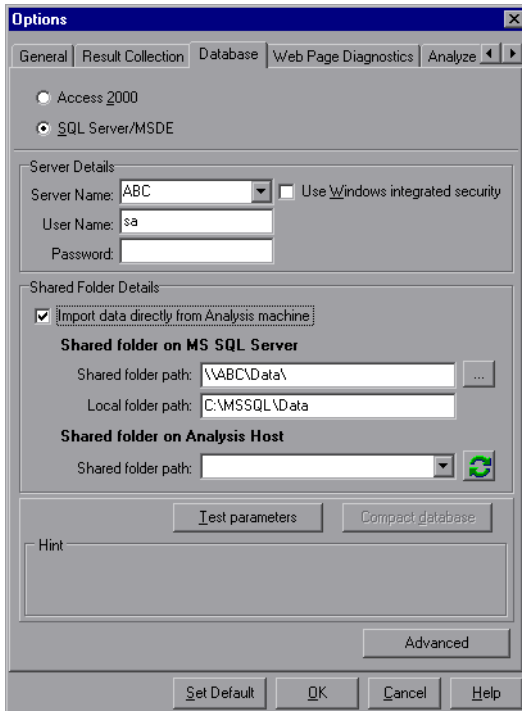 Options
General Result Collection Database Web Page Diagnostics Analyze
Access 2000
SQL Server/MSDE
Server Details
Server Name: ABC Use Windows integrated security
User Name: sa
Password:
Shared Folder Details
Import data directly from Analysis machine
Shared folder on MS SQL Server
Shared folder path: \\ABC\Data\ ...
Local folder path: C:\MSSQL\Data
Shared folder on Analysis Host
Shared folder path:
Test parameters Compact database
Hint
Advanced
Set Default OK Cancel Help